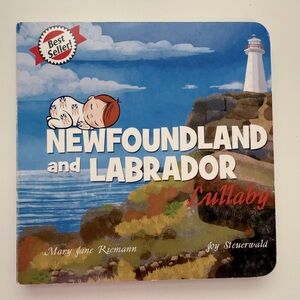 Best
Seller!
NEWFOUNDLAND
and LABRADOR
Lullaby
Mary Jane Riemann
Joy Steuerwald